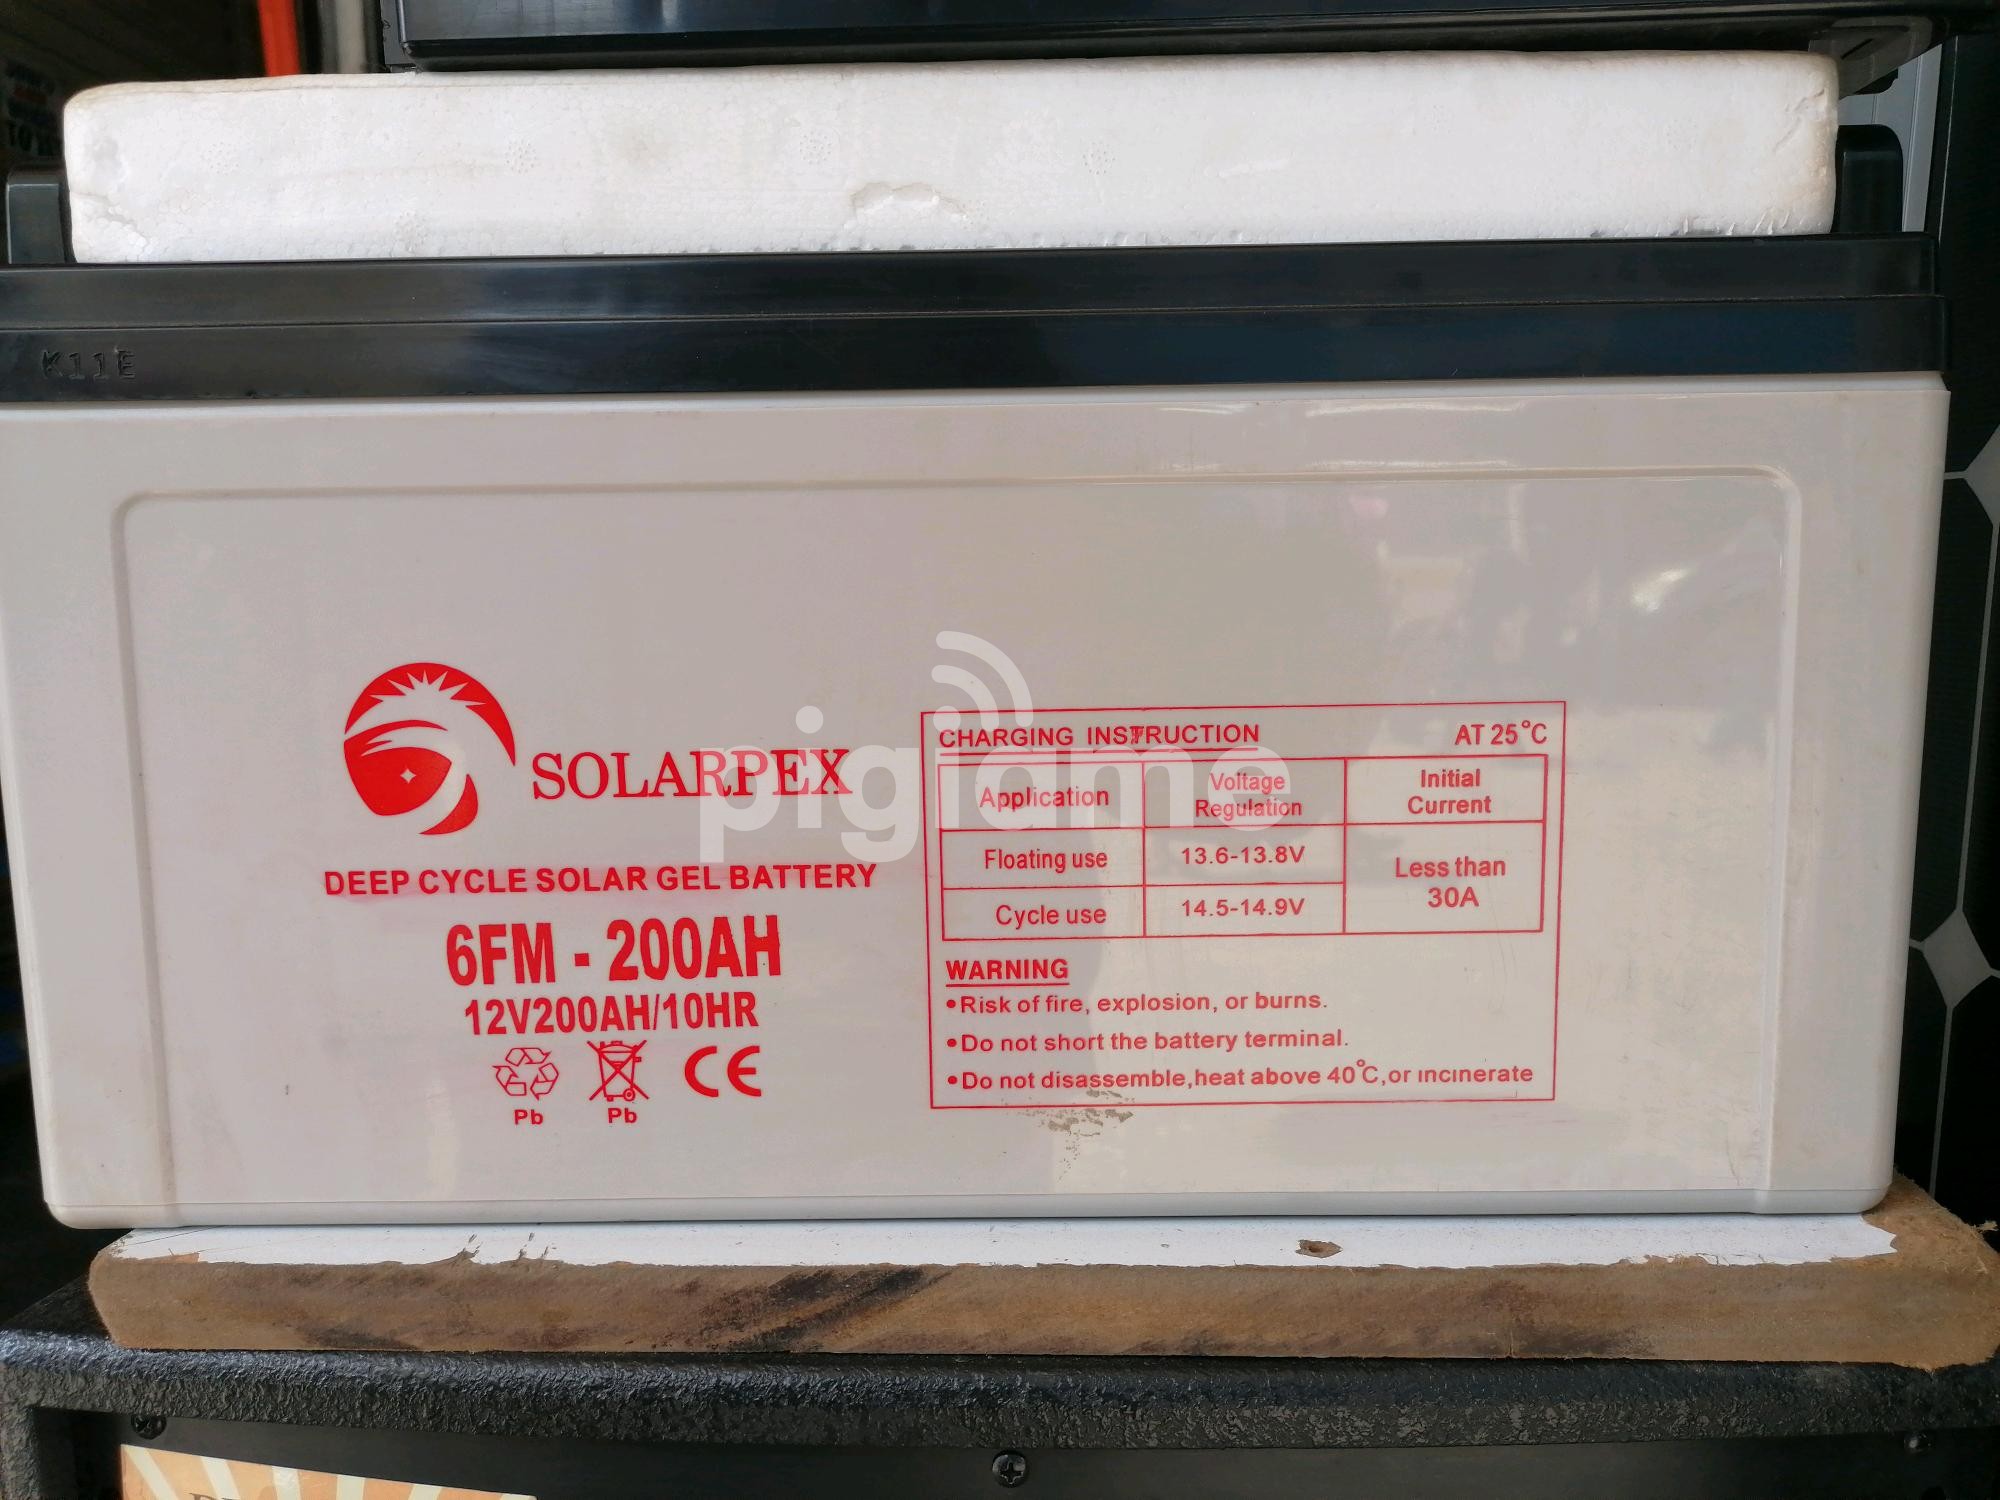 K11E
SOLARPEX
DEEP CYCLE SOLAR GEL BATTERY
6FM - 200AH
12V200AH/10HR
Pb
Pb
CE
CHARGING INSTRUCTION AT 25°C
Application Voltage Regulation Initial Current
Floating use 13.6-13.8V Less than 30A
Cycle use 14.5-14.9V
WARNING
•Risk of fire, explosion, or burns.
•Do not short the battery terminal.
•Do not disassemble,heat above 40°C,or incinerate
pigiame